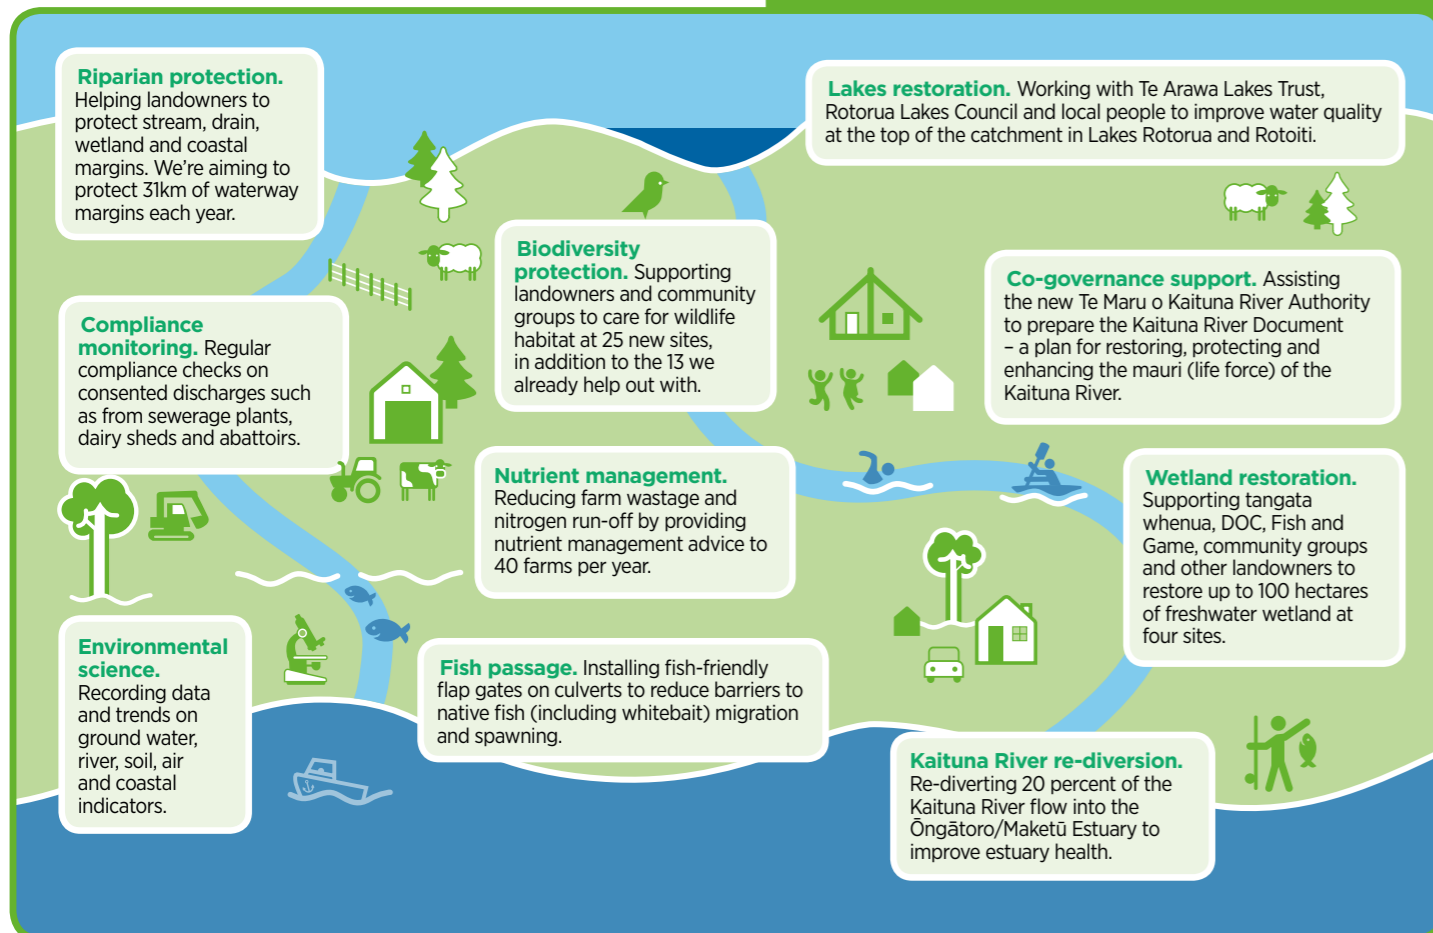 Riparian protection.
Helping landowners to
protect stream, drain,
wetland and coastal
margins. We're aiming to
protect 31km of waterway
margins each year.
Lakes restoration. Working with Te Arawa Lakes Trust,
Rotorua Lakes Council and local people to improve water quality
at the top of the catchment in Lakes Rotorua and Rotoiti.
Biodiversity
protection. Supporting
landowners and community
groups to care for wildlife
habitat at 25 new sites,
in addition to the 13 we
already help out with.
Co-governance support. Assisting
the new Te Maru o Kaituna River Authority
to prepare the Kaituna River Document
– a plan for restoring, protecting and
enhancing the mauri (life force) of the
Kaituna River.
Compliance
monitoring. Regular
compliance checks on
consented discharges such
as from sewerage plants,
dairy sheds and abattoirs.
Nutrient management.
Reducing farm wastage and
nitrogen run-off by providing
nutrient management advice to
40 farms per year.
Wetland restoration.
Supporting tangata
whenua, DOC, Fish and
Game, community groups
and other landowners to
restore up to 100 hectares
of freshwater wetland at
four sites.
Environmental
science.
Recording data
and trends on
ground water,
river, soil, air
and coastal
indicators.
Fish passage. Installing fish-friendly
flap gates on culverts to reduce barriers to
native fish (including whitebait) migration
and spawning.
Kaituna River re-diversion.
Re-diverting 20 percent of the
Kaituna River flow into the
Ōngātoro/Maketū Estuary to
improve estuary health.